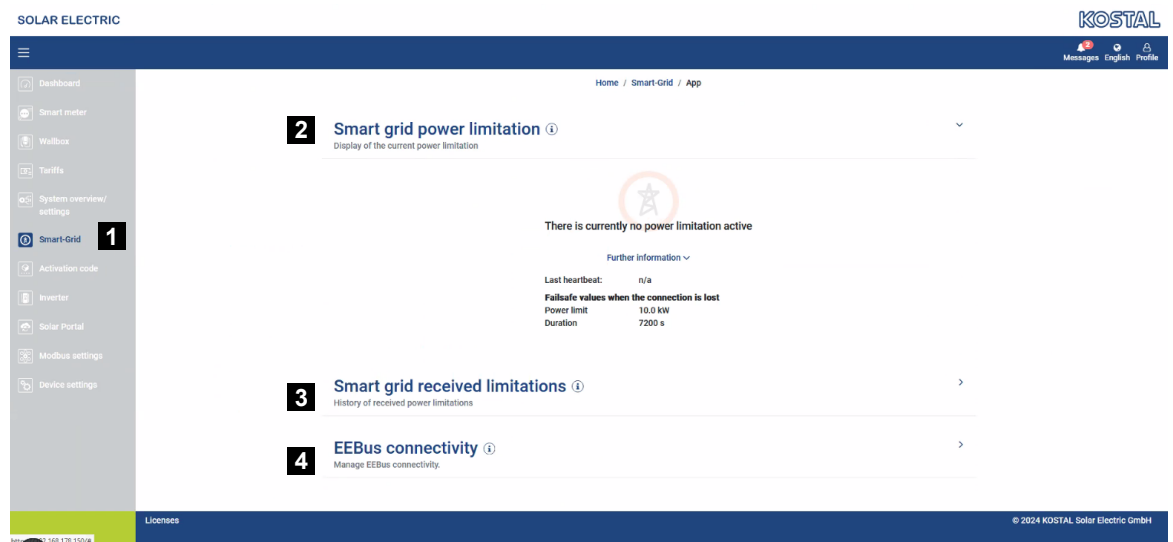 SOLAR ELECTRIC
KOSTAL
2
Messages English Profile
Dashboard
Home / Smart-Grid / App
Smart meter
2
Smart grid power limitation
Display of the current power limitation
Wallbox
Tariffs
System overview/
settings
There is currently no power limitation active
Smart-Grid
1
Further information
Activation code
Last heartbeat: n/a
Inverter
Failsafe values when the connection is lost
Power limit 10.0 kW
Duration 7200 s
Solar Portal
Modbus settings
Device settings
3
Smart grid received limitations
History of received power limitations
4
EEBus connectivity
Manage EEBus connectivity.
Licenses
© 2024 KOSTAL Solar Electric GmbH